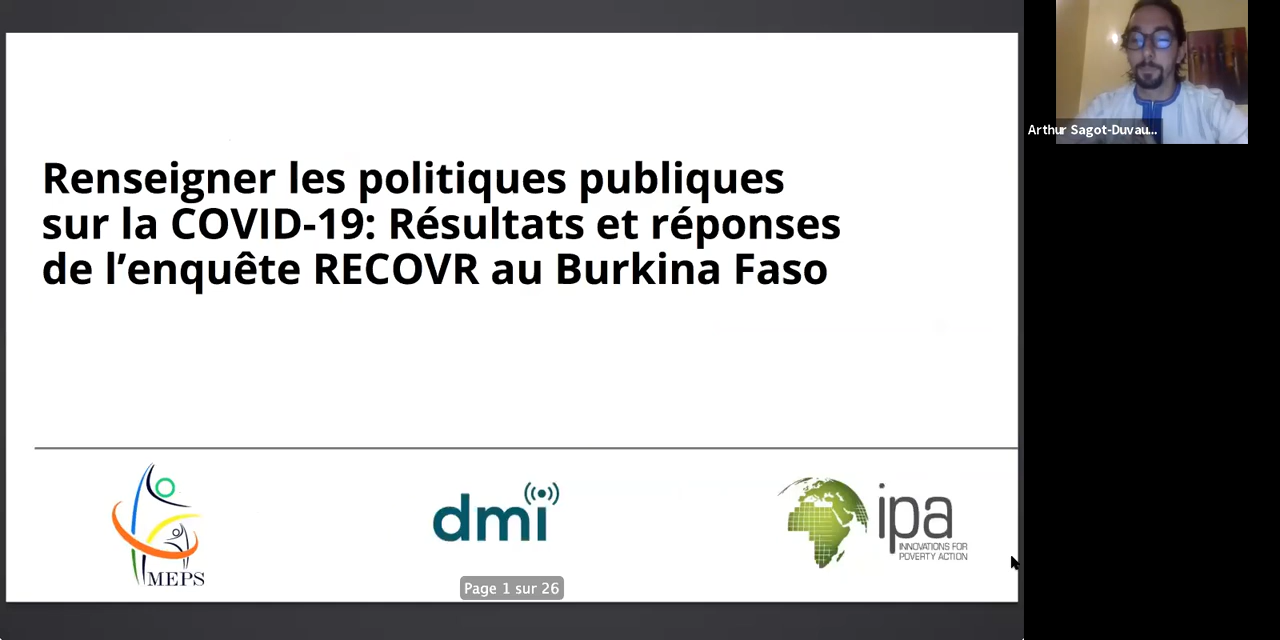 Renseigner les politiques publiques
sur la COVID-19: Résultats et réponses
de l’enquête RECOVR au Burkina Faso
MEPS
dmi
ipa
INNOVATIONS FOR
POVERTY ACTION
Page 1 sur 26
Arthur Sagot-Duvau...